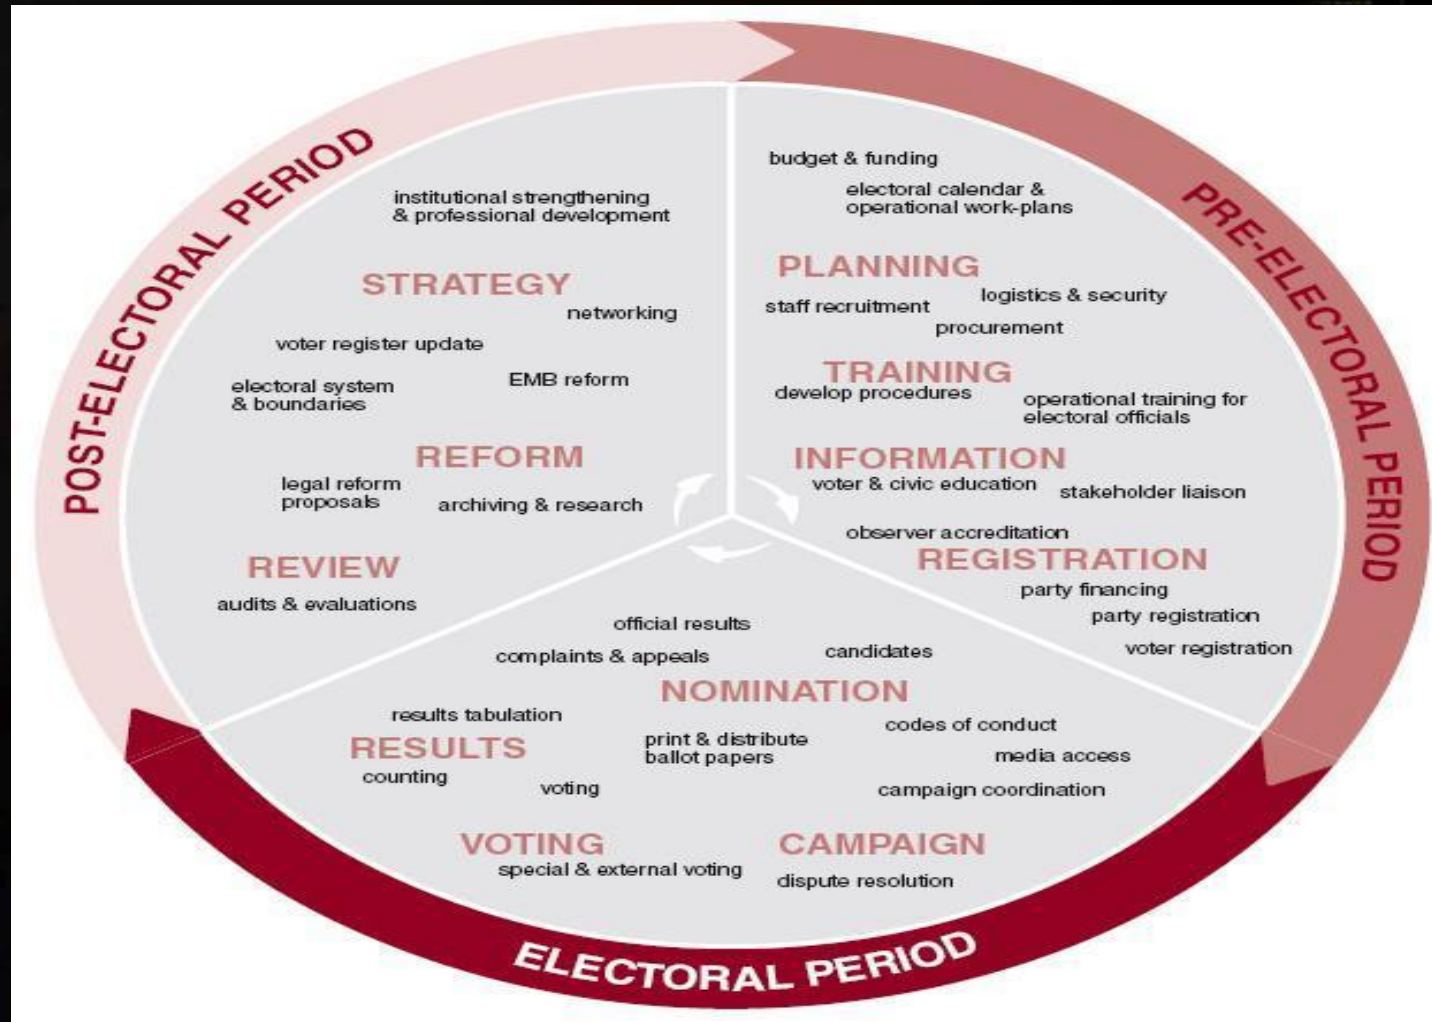 POST-ELECTORAL PERIOD
institutional strengthening
& professional development
STRATEGY
networking
voter register update
EMB reform
electoral system
& boundaries
REFORM
legal reform
proposals
archiving & research
REVIEW
audits & evaluations
PRE-ELECTORAL PERIOD
budget & funding
electoral calendar &
operational work-plans
PLANNING
logistics & security
staff recruitment
procurement
TRAINING
develop procedures
operational training for
electoral officials
INFORMATION
voter & civic education
stakeholder liaison
observer accreditation
REGISTRATION
party financing
party registration
voter registration
official results
complaints & appeals
candidates
NOMINATION
results tabulation
codes of conduct
RESULTS
print & distribute
ballot papers
media access
counting
voting
campaign coordination
VOTING
CAMPAIGN
special & external voting
dispute resolution
ELECTORAL PERIOD